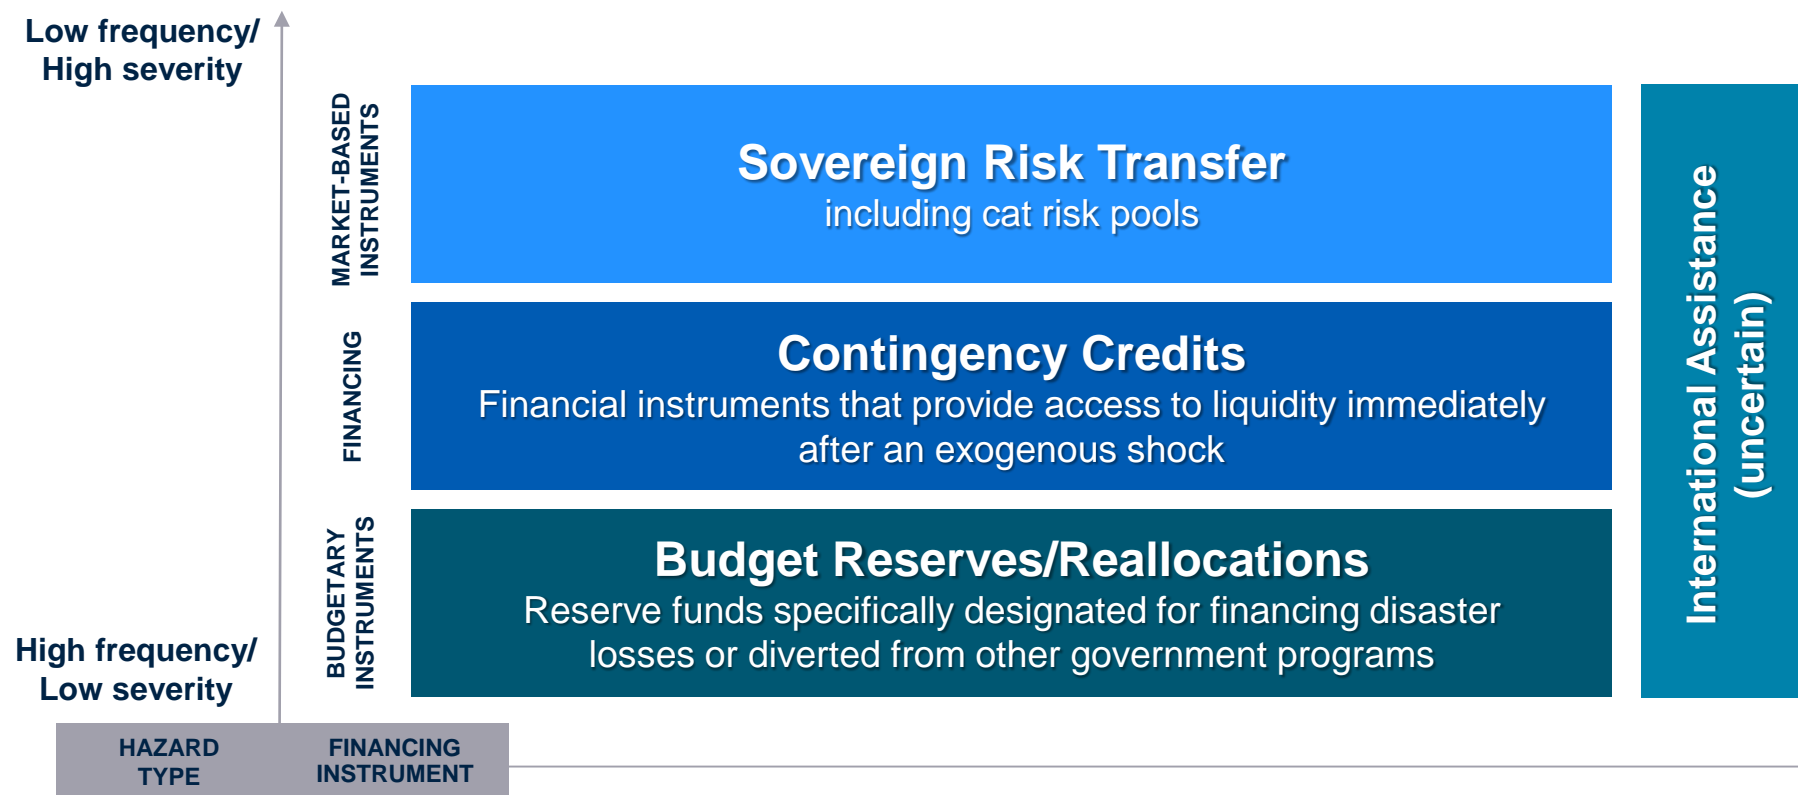 Low frequency/
High severity
MARKET-BASED
INSTRUMENTS
Sovereign Risk Transfer
including cat risk pools
FINANCING
Contingency Credits
Financial instruments that provide access to liquidity immediately
after an exogenous shock
High frequency/
Low severity
BUDGETARY
INSTRUMENTS
Budget Reserves/Reallocations
Reserve funds specifically designated for financing disaster
losses or diverted from other government programs
International Assistance
(uncertain)
HAZARD
TYPE
FINANCING
INSTRUMENT